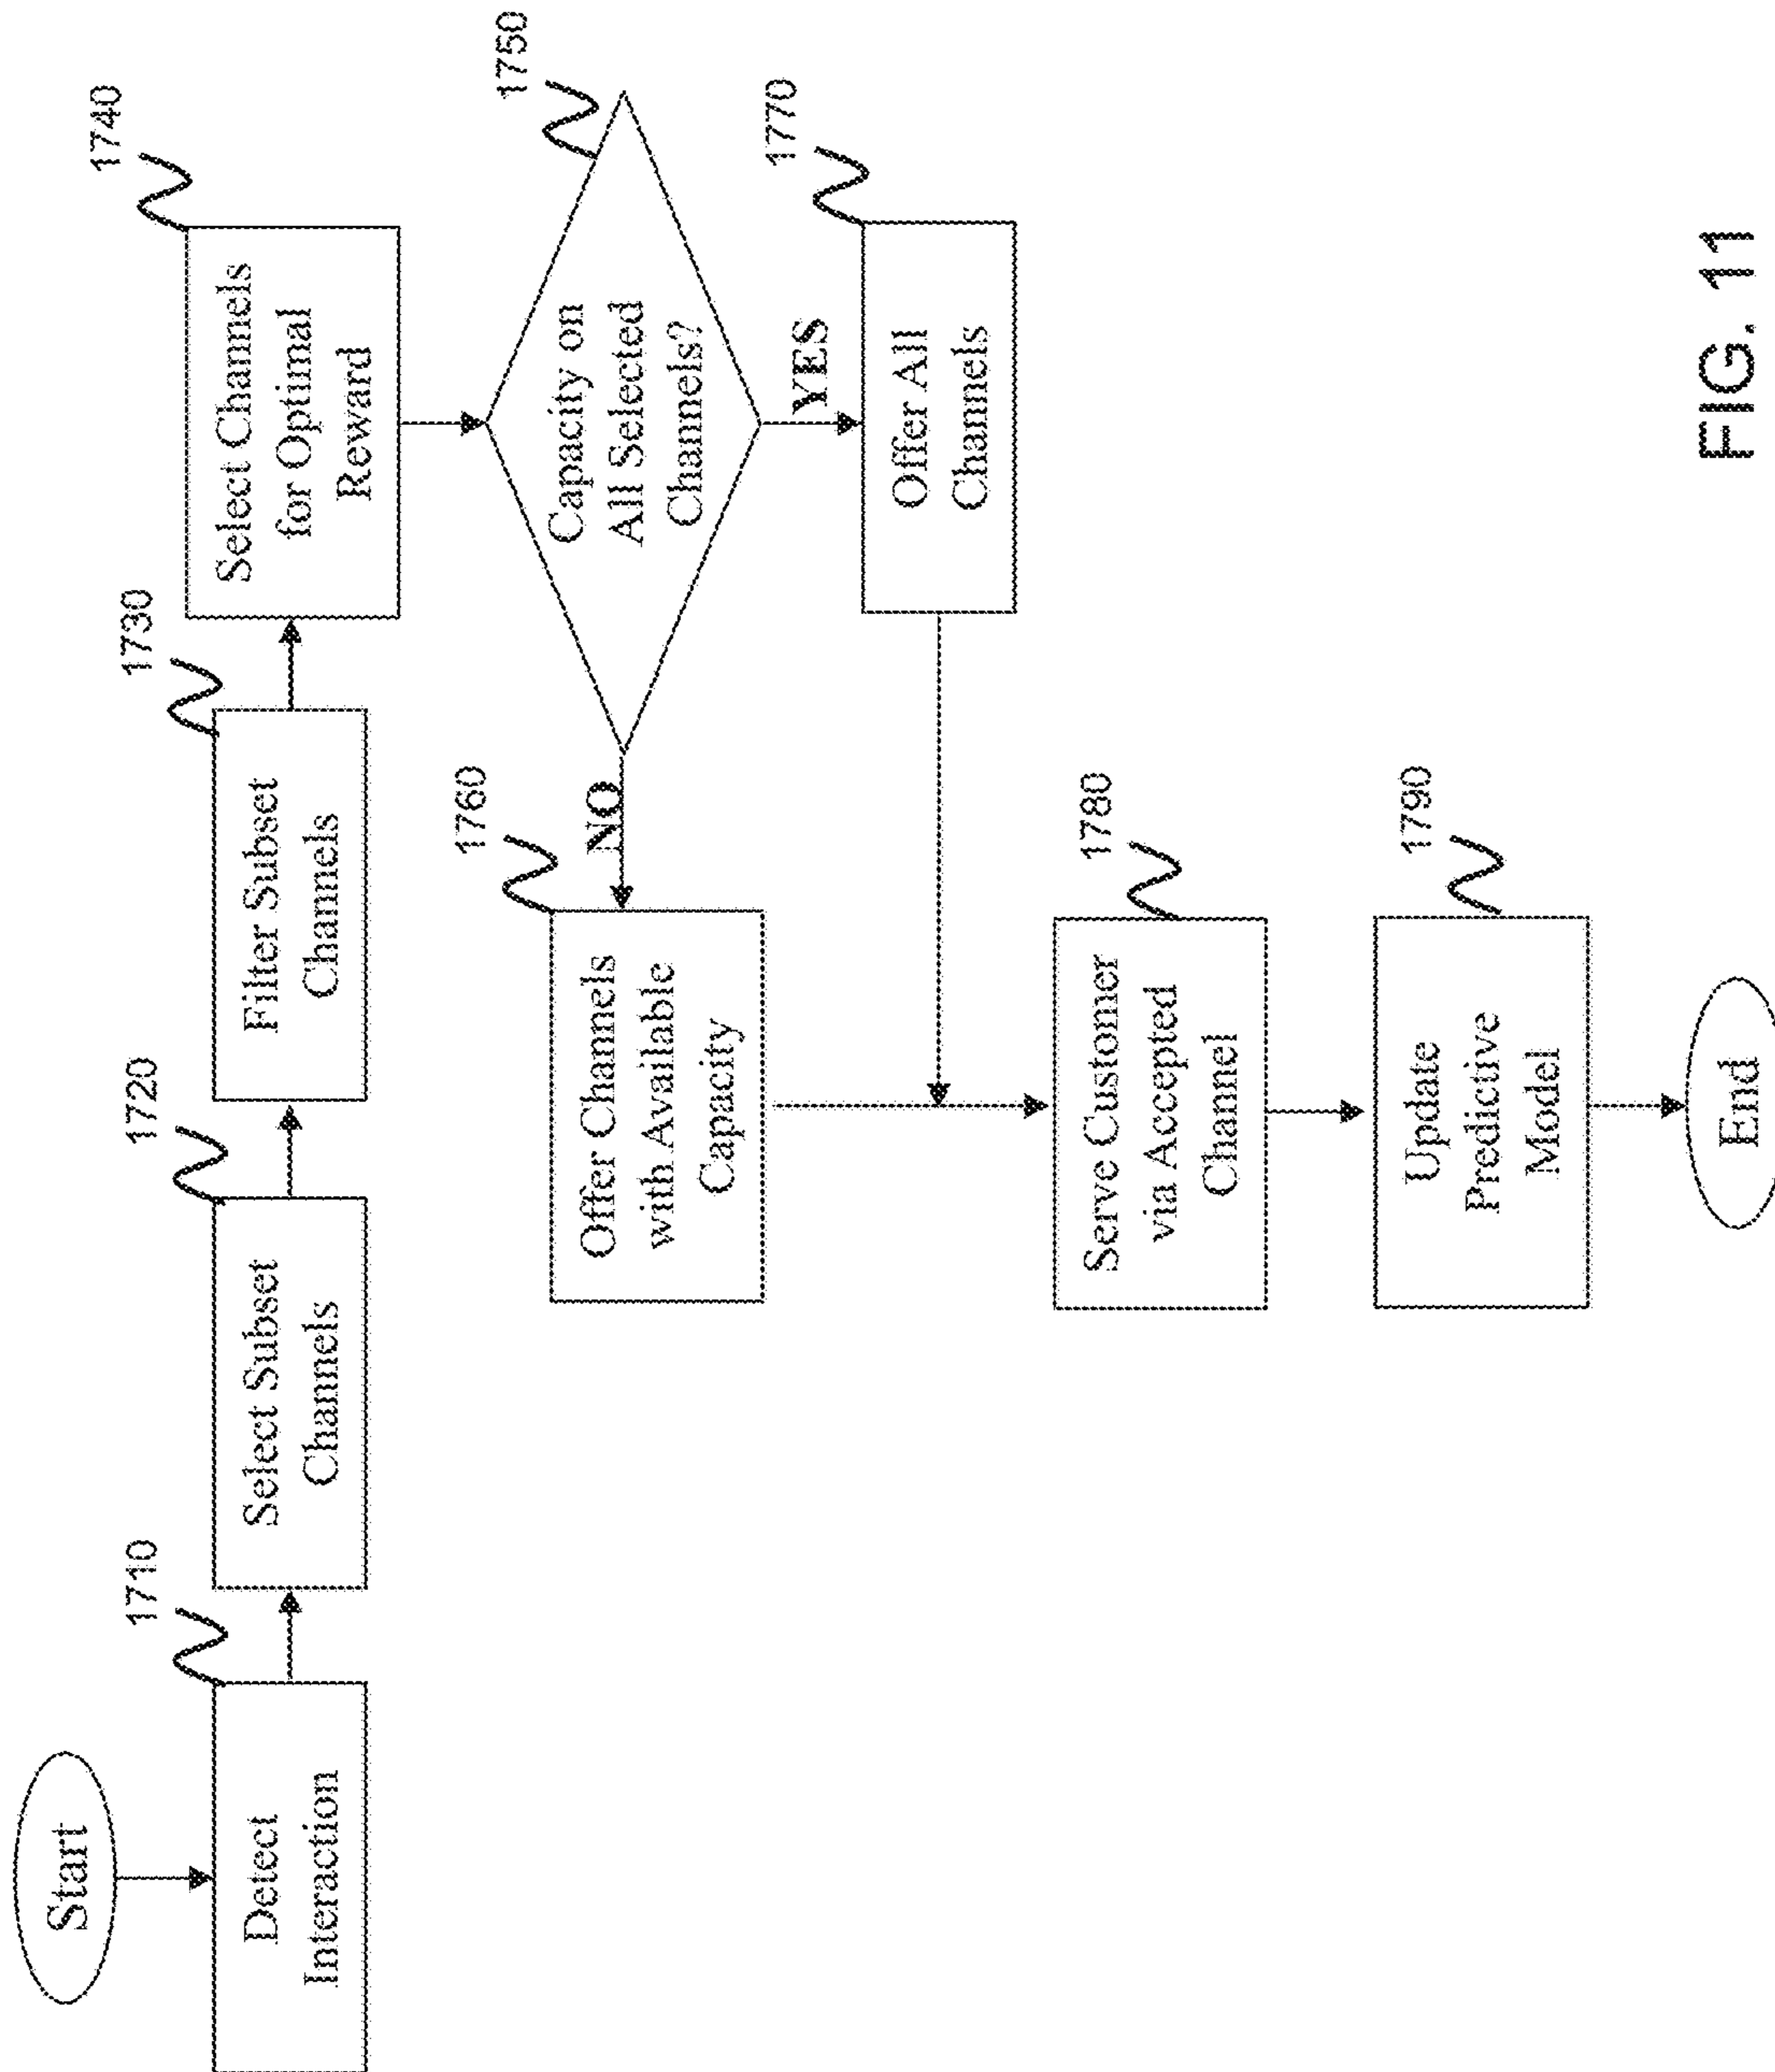 Start
1710
Detect
Interaction
1720
Select Subset
Channels
1730
Filter Subset
Channels
1740
Select Channels
for Optimal
Reward
1750
Capacity on
All Selected
Channels?
NO
YES
1760
Offer Channels
with Available
Capacity
1770
Offer All
Channels
1780
Serve Customer
via Accepted
Channel
1790
Update
Predictive
Model
End
FIG. 11